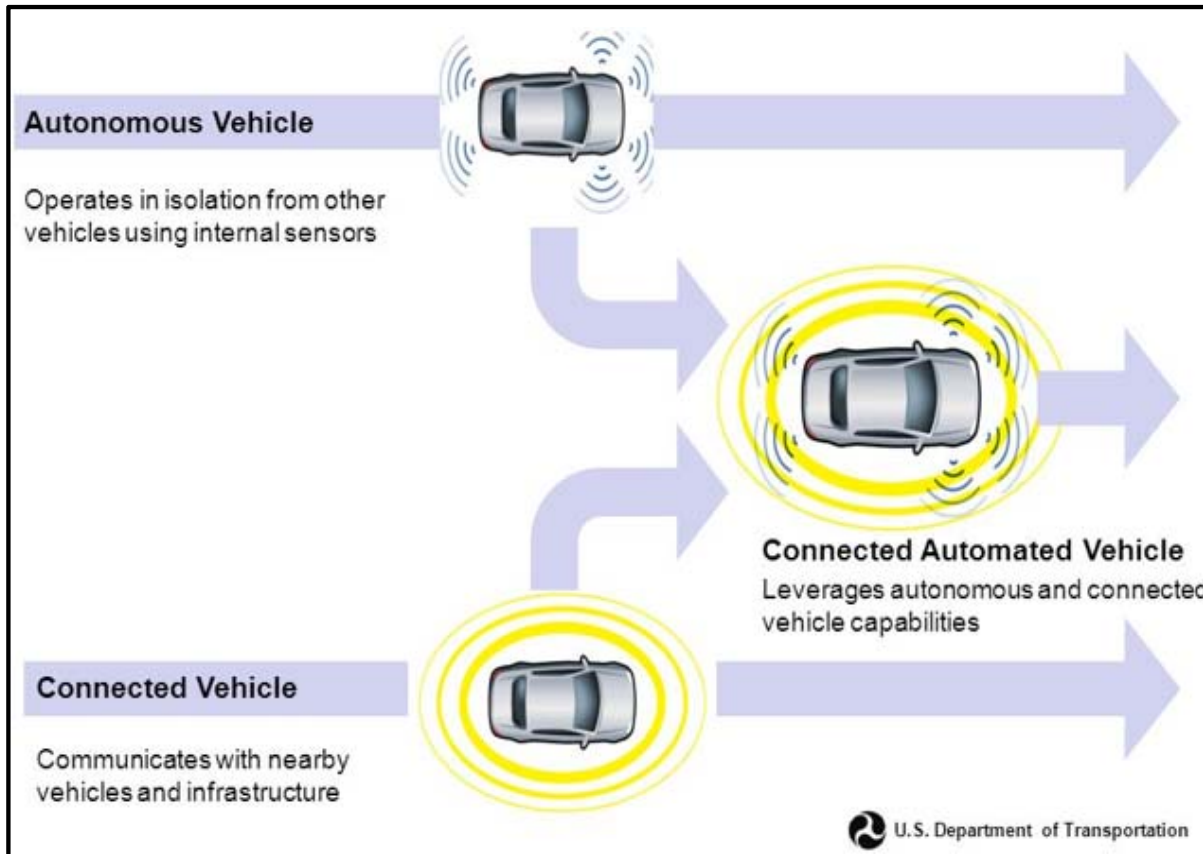 Autonomous Vehicle
Operates in isolation from other
vehicles using internal sensors
Connected Automated Vehicle
Leverages autonomous and connected
vehicle capabilities
Connected Vehicle
Communicates with nearby
vehicles and infrastructure
U.S. Department of Transportation